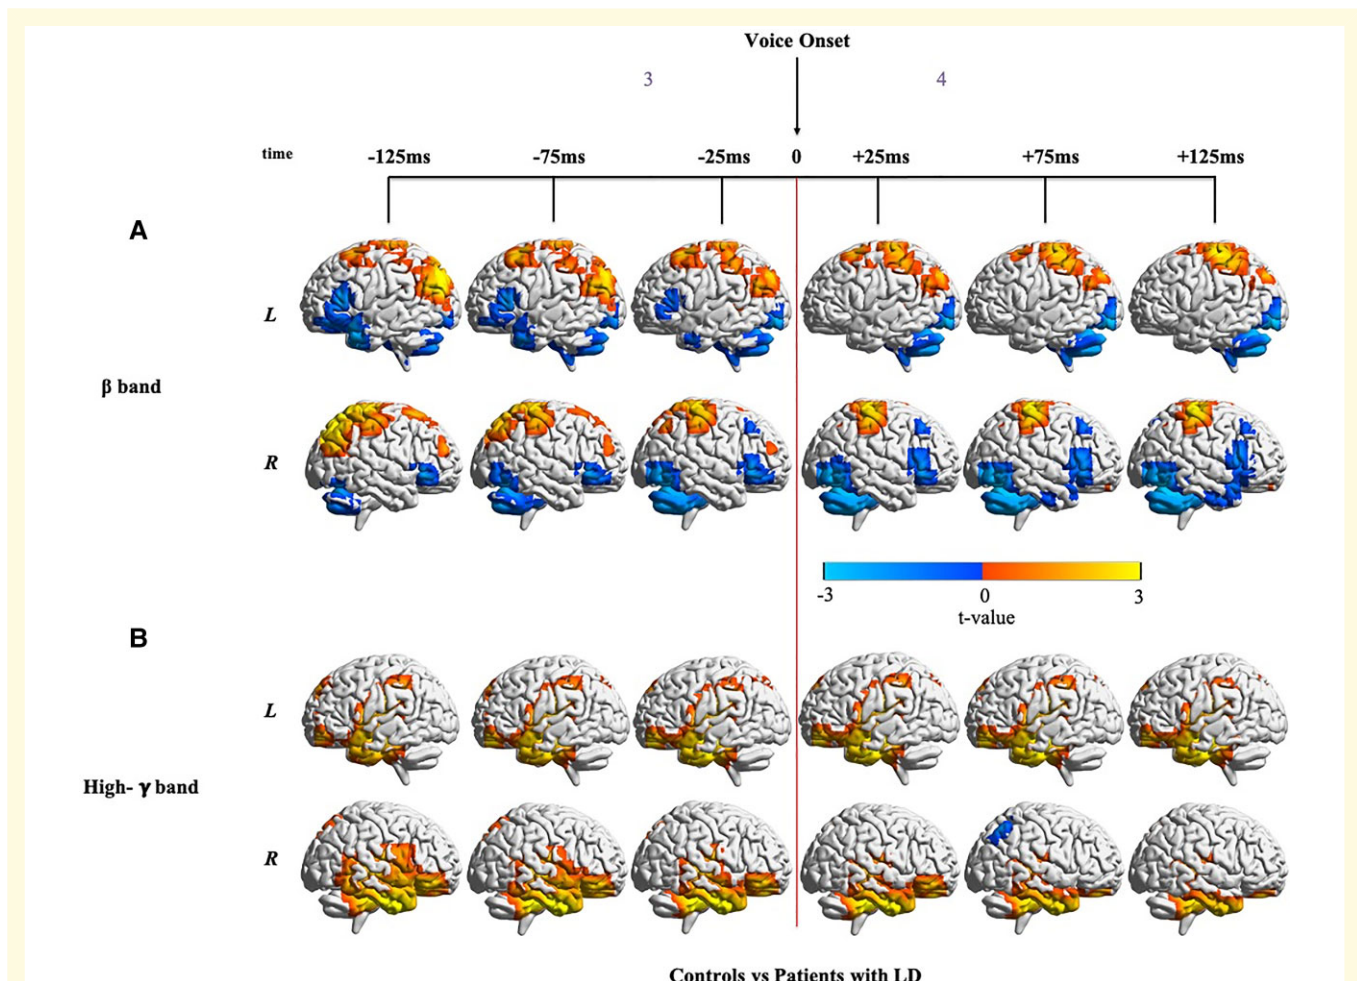 Voice Onset
3 4
time -125ms -75ms -25ms 0 +25ms +75ms +125ms
A
L
β band
R
-3 0 3
t-value
B
L
High- γ band
R
Controls vs Patients with LD